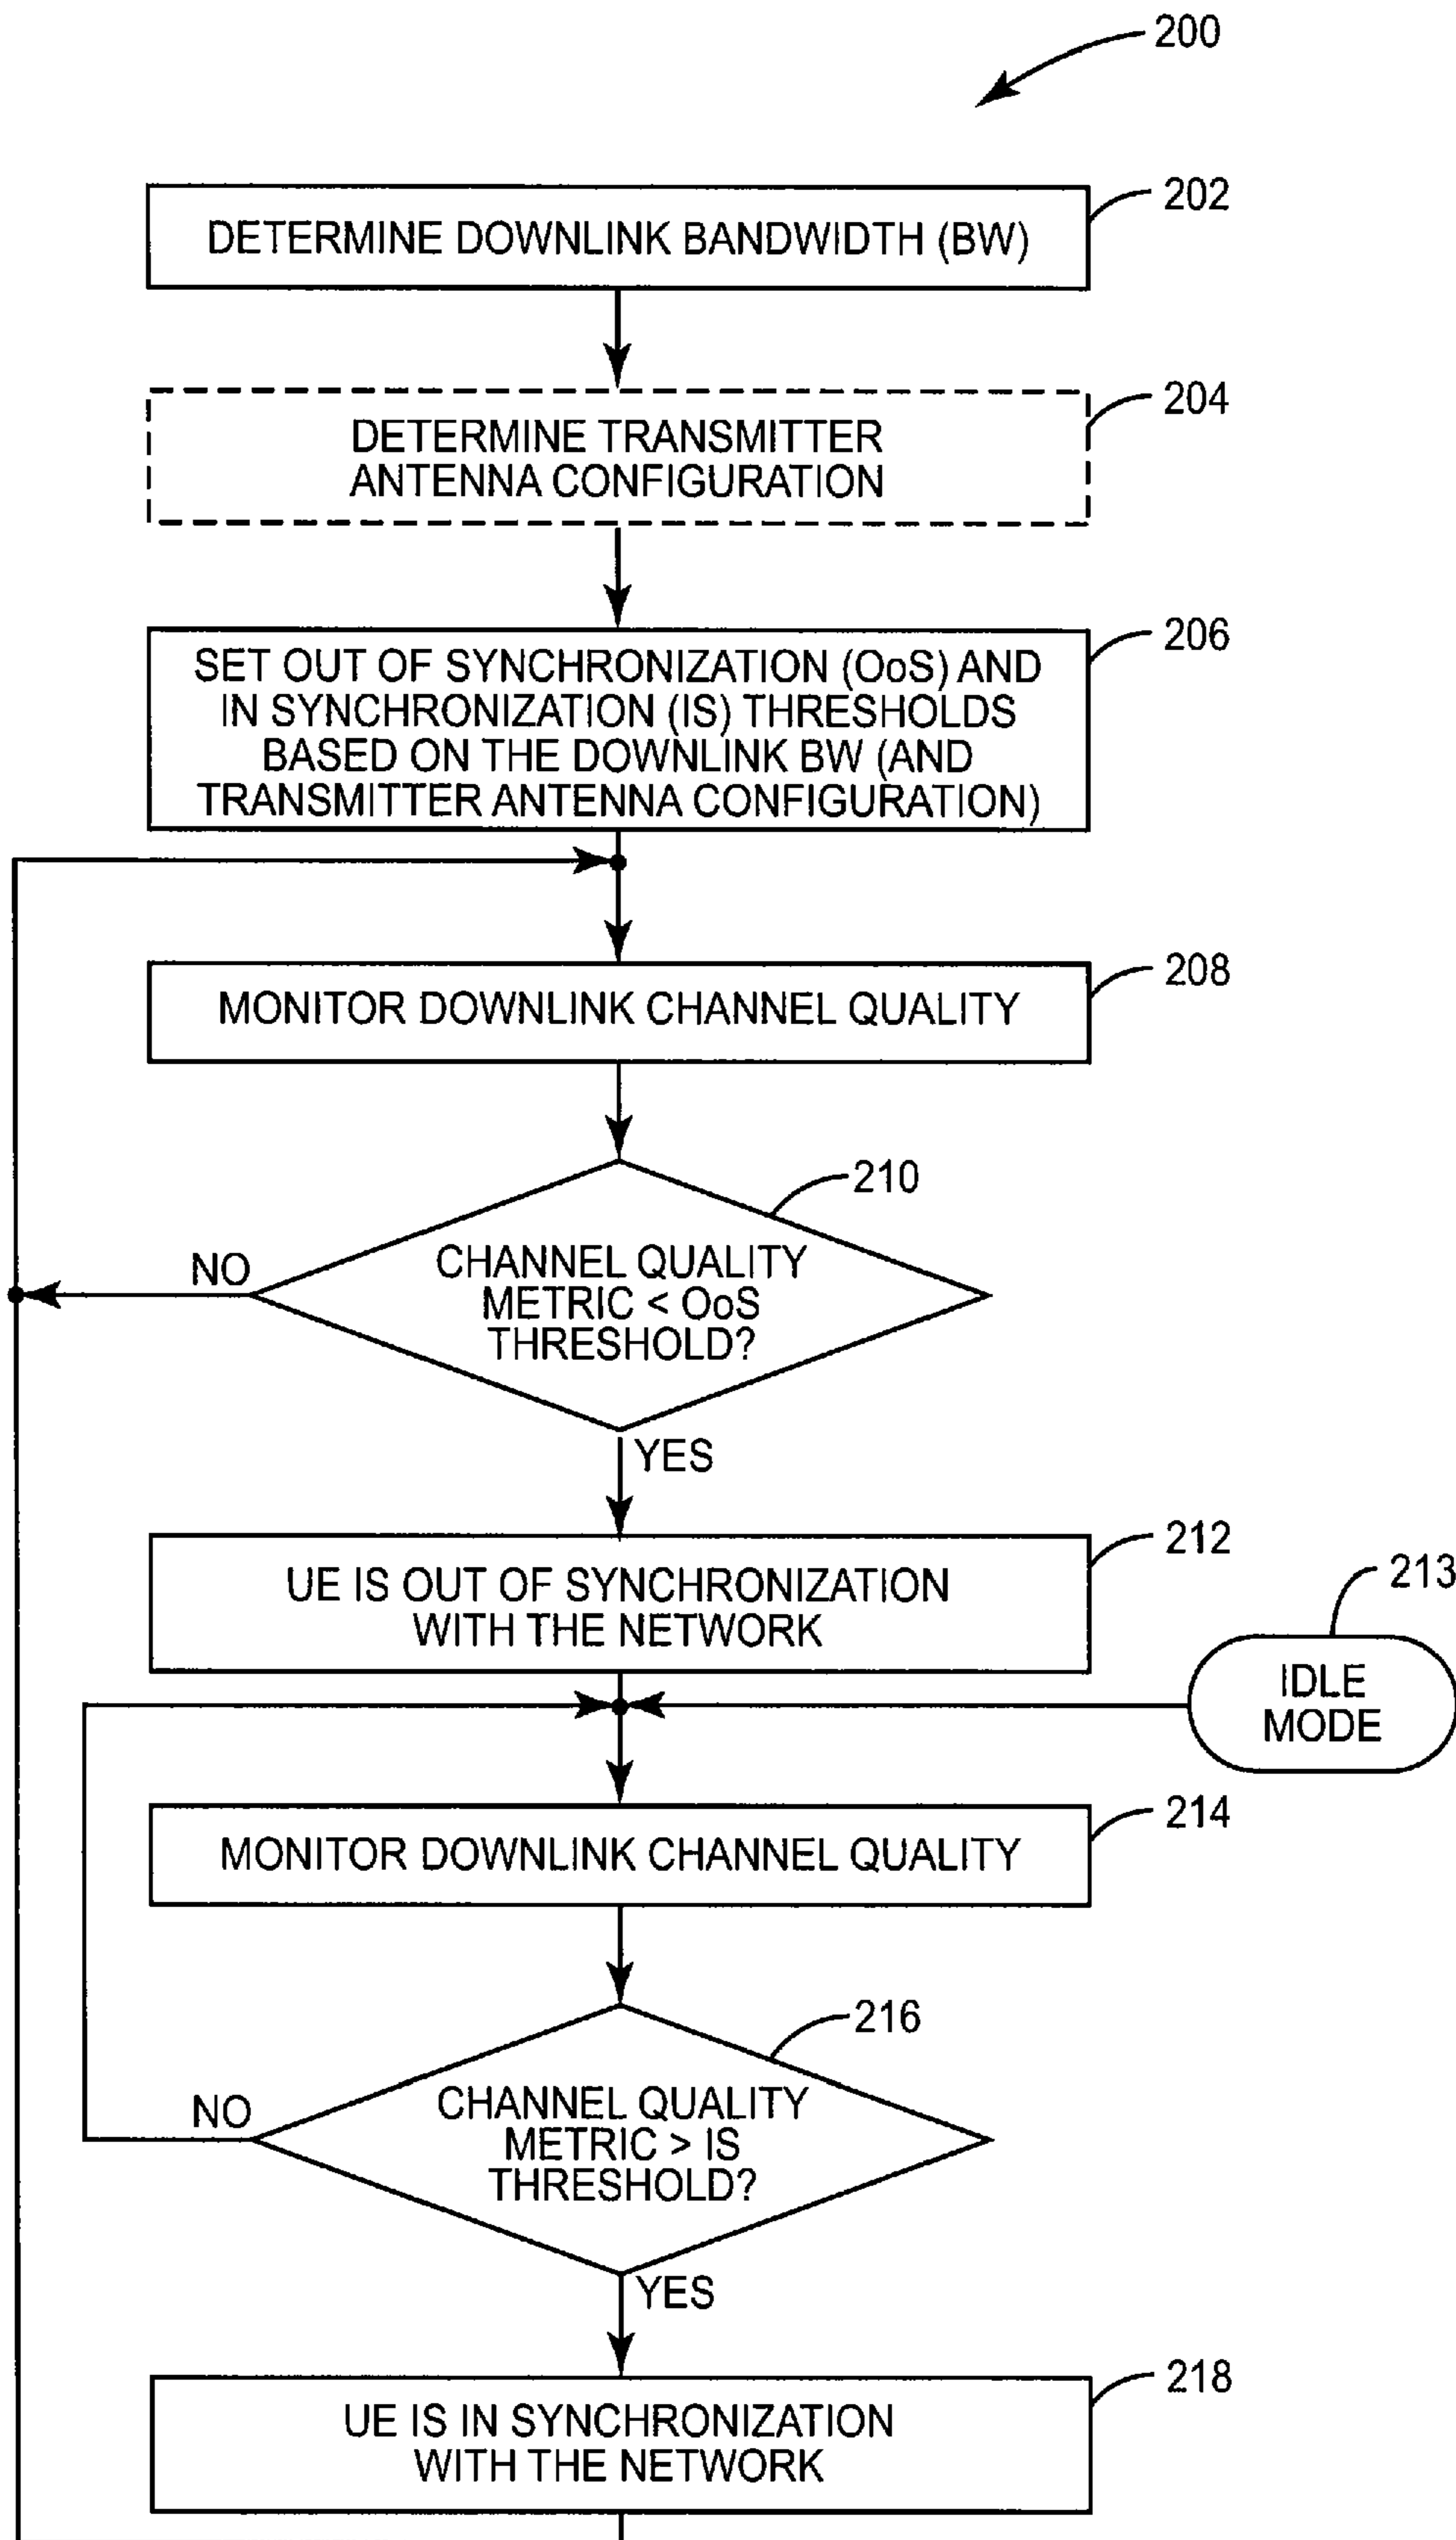 200
202
DETERMINE DOWNLINK BANDWIDTH (BW)
204
DETERMINE TRANSMITTER
ANTENNA CONFIGURATION
206
SET OUT OF SYNCHRONIZATION (OoS) AND
IN SYNCHRONIZATION (IS) THRESHOLDS
BASED ON THE DOWNLINK BW (AND
TRANSMITTER ANTENNA CONFIGURATION)
208
MONITOR DOWNLINK CHANNEL QUALITY
210
NO
CHANNEL QUALITY
METRIC < OoS
THRESHOLD?
YES
212
UE IS OUT OF SYNCHRONIZATION
WITH THE NETWORK
213
IDLE
MODE
214
MONITOR DOWNLINK CHANNEL QUALITY
216
NO
CHANNEL QUALITY
METRIC > IS
THRESHOLD?
YES
218
UE IS IN SYNCHRONIZATION
WITH THE NETWORK